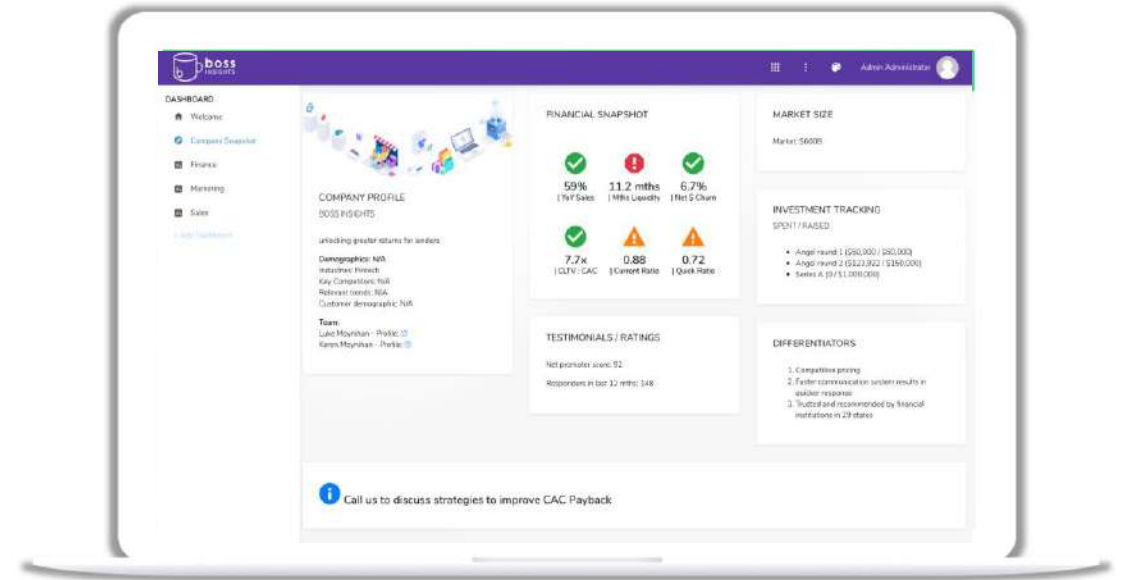 boss
INSIGHTS
Admin Administrator
DASHBOARD
Welcome
Company Snapshot
Finance
Marketing
Sales
+ Add Dashboard
COMPANY PROFILE
BOSS INSIGHTS
unlocking greater returns for lenders
Demographics: N/A
Industries: Fintech
Key Competitors: N/A
Relevant trends: N/A
Customer demographic: N/A
Team:
Luke Moynihan - Profile:
Keren Moynihan - Profile:
FINANCIAL SNAPSHOT
59%
| YoY Sales
11.2 mths
| Mths Liquidity
6.7%
| Net $ Churn
7.7x
| CLTV : CAC
0.88
| Current Ratio
0.72
| Quick Ratio
TESTIMONIALS / RATINGS
Net promoter score: 92
Responders in last 12 mths: 148
MARKET SIZE
Market:
INVESTMENT TRACKING
SPENT / RAISED
Angel round 1 ($50,000 / $50,000)
Angel round 2 ($123,922 / $150,000)
Series A (0 / $1,000,000)
DIFFERENTIATORS
1. Competitive pricing
2. Faster communication system results in
quicker response
3. Trusted and recommended by financial
institutions in 29 states
Call us to discuss strategies to improve CAC Payback